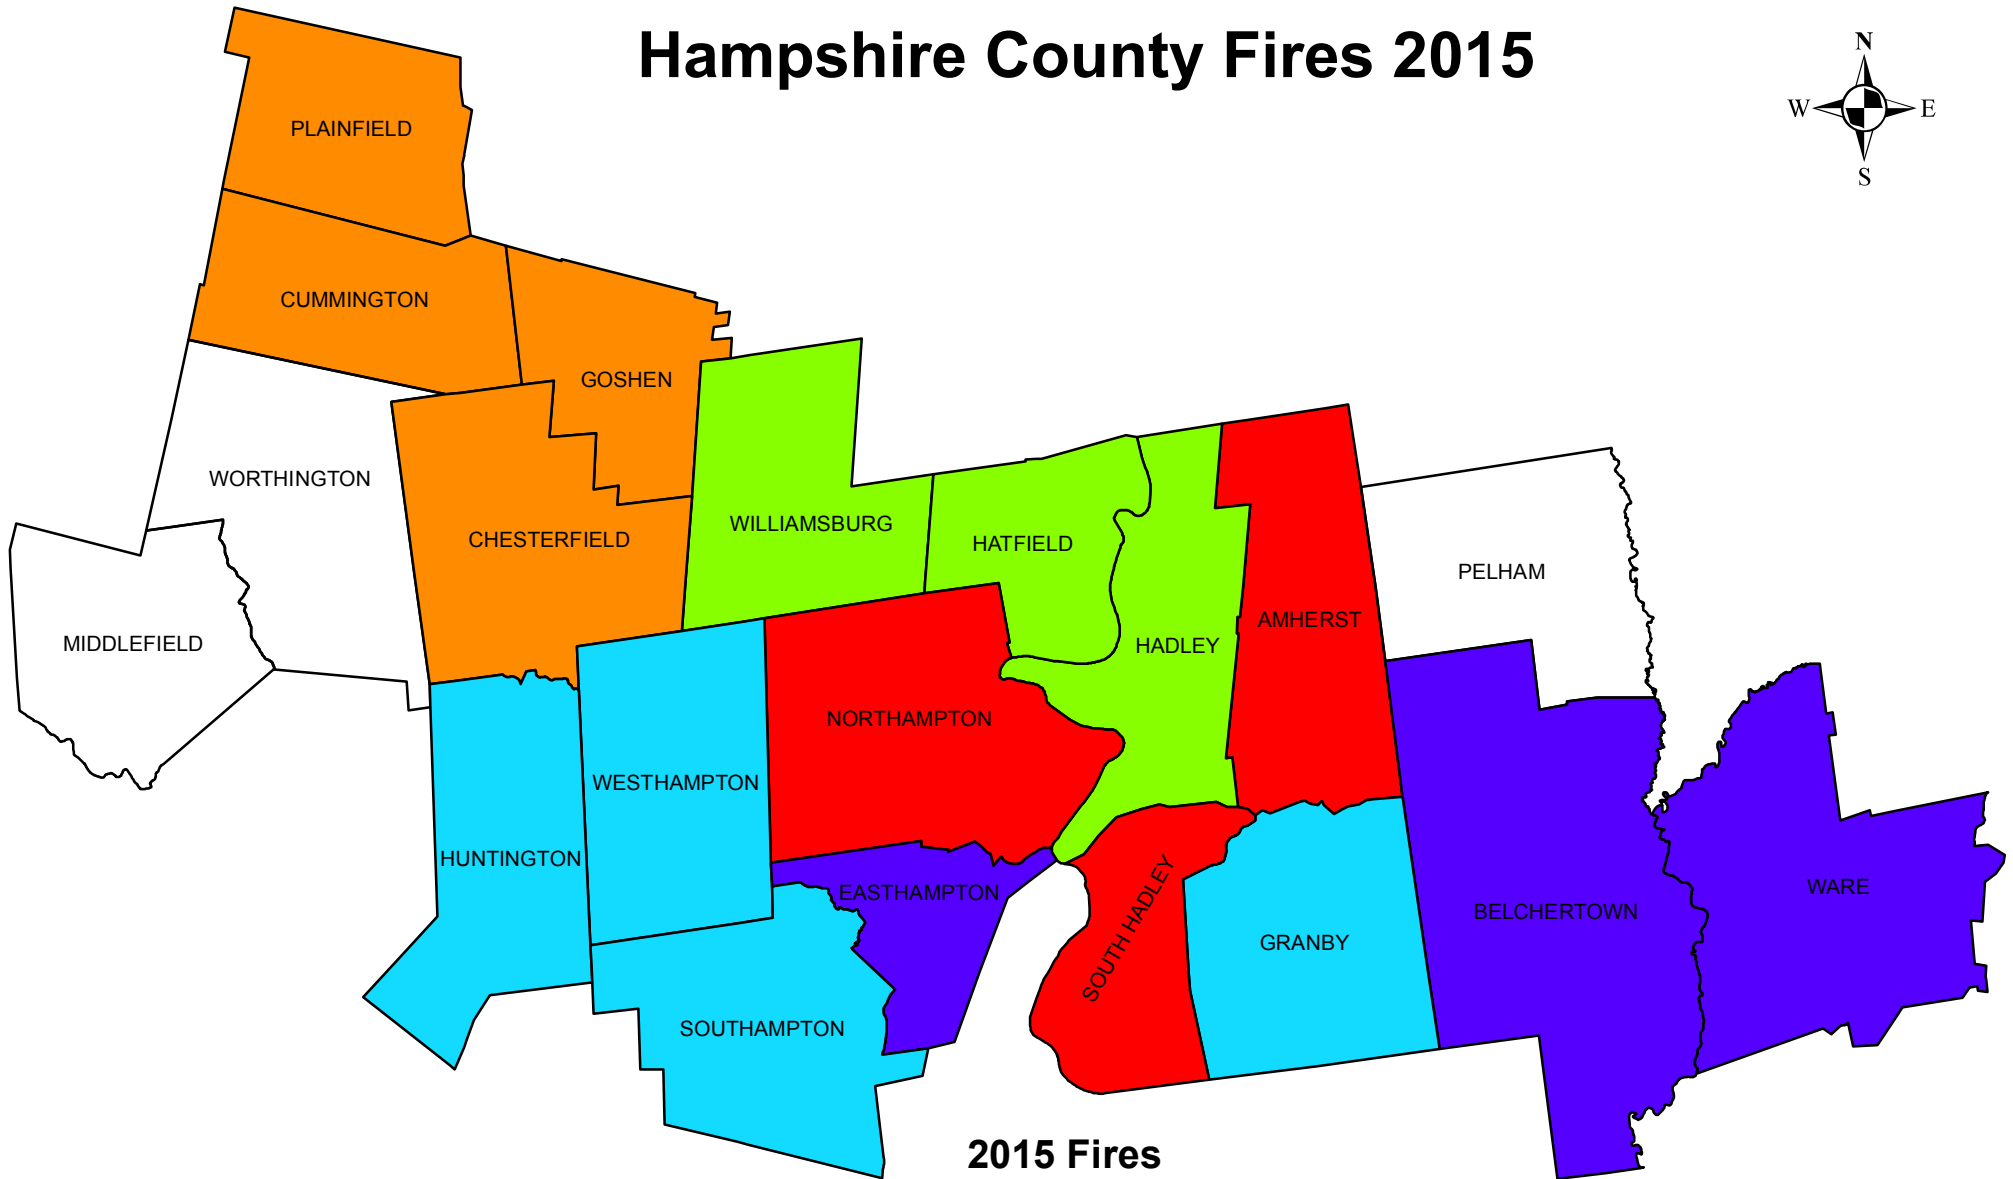 Hampshire County Fires 2015
N
W E
S
PLAINFIELD
CUMMINGTON
GOSHEN
WORTHINGTON
CHESTERFIELD
WILLIAMSBURG
HATFIELD
PELHAM
AMHERST
MIDDLEFIELD
HADLEY
NORTHAMPTON
WESTHAMPTON
HUNTINGTON
EASTHAMPTON
WARE
BELCHERTOWN
SOUTH HADLEY
GRANBY
SOUTHAMPTON
2015 Fires